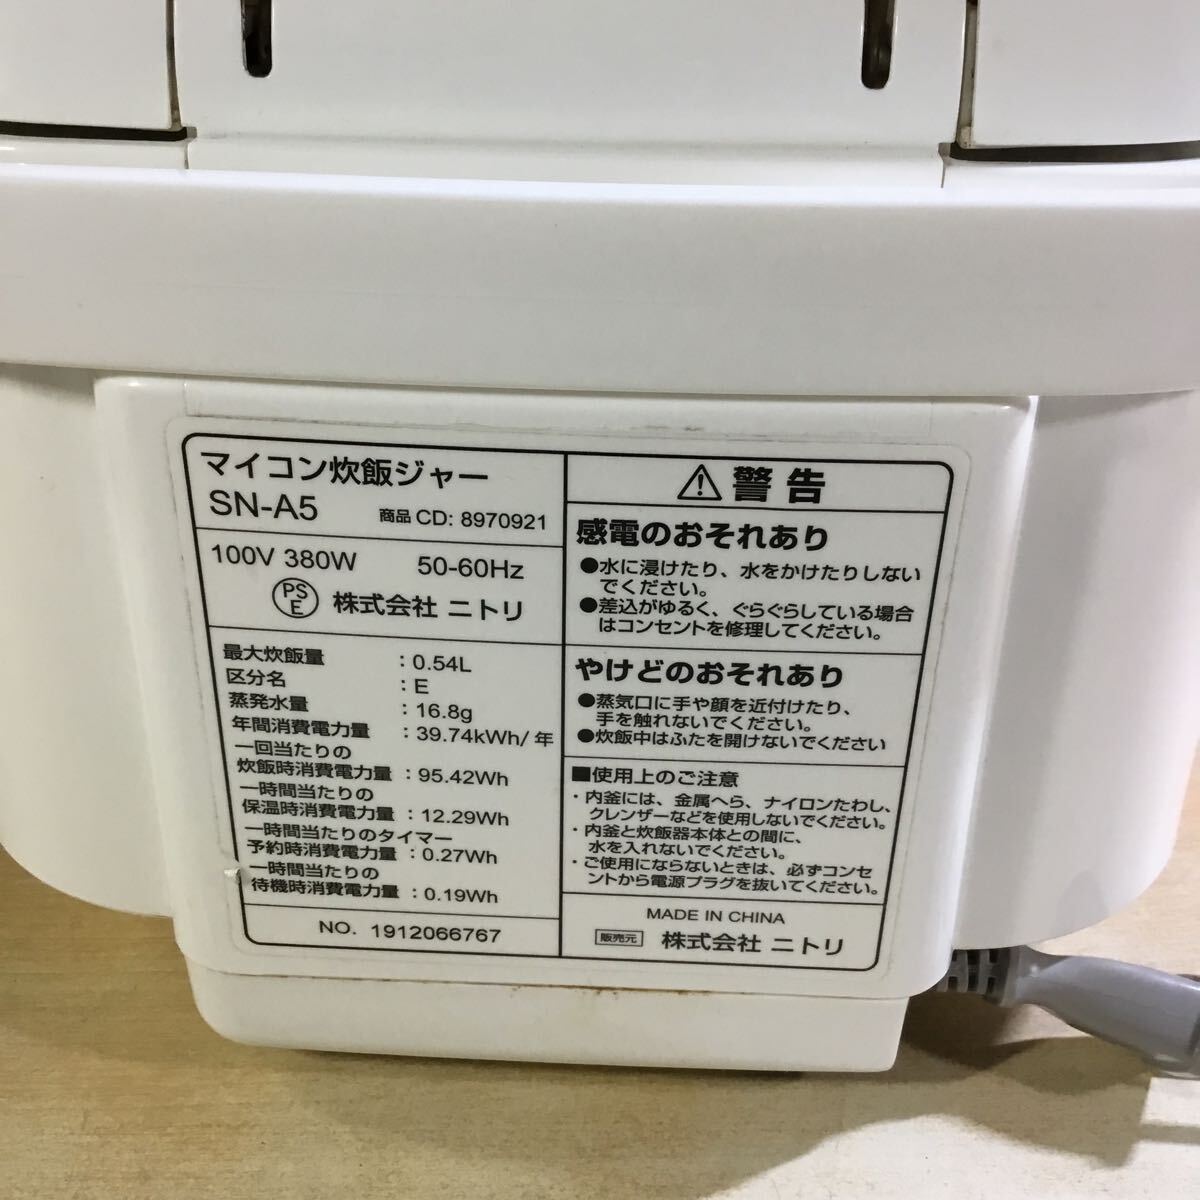 マイコン炊飯ジャー
SN-A5 商品 CD: 8970921
100V 380W 50-60Hz
PS
E
株式会社 ニトリ
最大炊飯量 : 0.54L
区分名 : E
蒸発水量 : 16.8g
年間消費電力量 : 39.74kWh/年
一回当たりの
炊飯時消費電力量 : 95.42Wh
一時間当たりの
保温時消費電力量 : 12.29Wh
一時間当たりのタイマー
予約時消費電力量 : 0.27Wh
一時間当たりの
待機時消費電力量 : 0.19Wh
NO. 1912066767
⚠警告
感電のおそれあり
●水に浸けたり、水をかけたりしない
でください。
●差込がゆるく、ぐらぐらしている場合
はコンセントを修理してください。
やけどのおそれあり
●蒸気口に手や顔を近付けたり、
手を触れないでください。
●炊飯中はふたを開けないでください
■使用上のご注意
・内釜には、金属へら、ナイロンたわし、
クレンザーなどを使用しないでください。
・内釜と炊飯器本体との間に、
水を入れないでください。
・ご使用にならないときは、必ずコンセ
ントから電源プラグを抜いてください。
MADE IN CHINA
販売元 株式会社 ニトリ